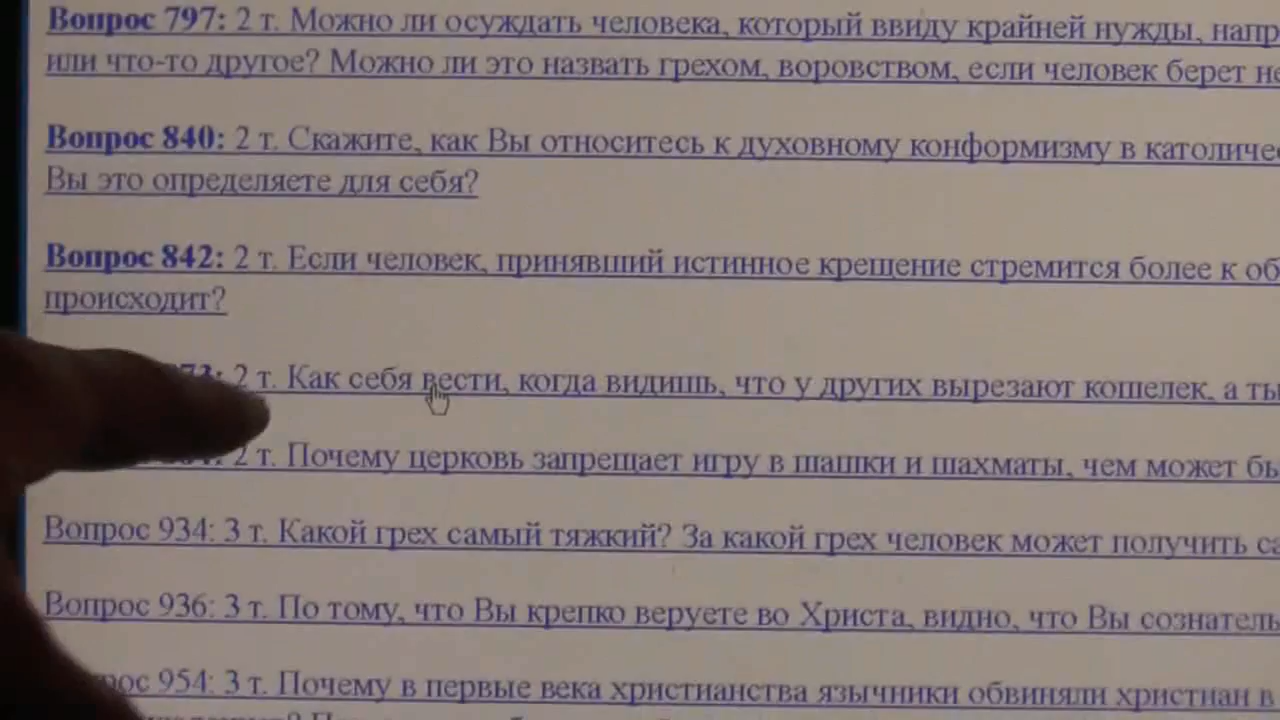 Вопрос 797: 2 т. Можно ли осуждать человека, который ввиду крайней нужды, напр
или что-то другое? Можно ли это назвать грехом, воровством, если человек берет не
Вопрос 840: 2 т. Скажите, как Вы относитесь к духовному конформизму в католичес
Вы это определяете для себя?
Вопрос 842: 2 т. Если человек, принявший истинное крещение стремится более к об
происходит?
2 т. Как себя вести, когда видишь, что у других вырезают кошелек, а ты
2 т. Почему церковь запрещает игру в шашки и шахматы, чем может бы
Вопрос 934: 3 т. Какой грех самый тяжкий? За какой грех человек может получить са
Вопрос 936: 3 т. По тому, что Вы крепко веруете во Христа, видно, что Вы сознатель
рос 954: 3 т. Почему в первые века христианства язычники обвиняли христиан в